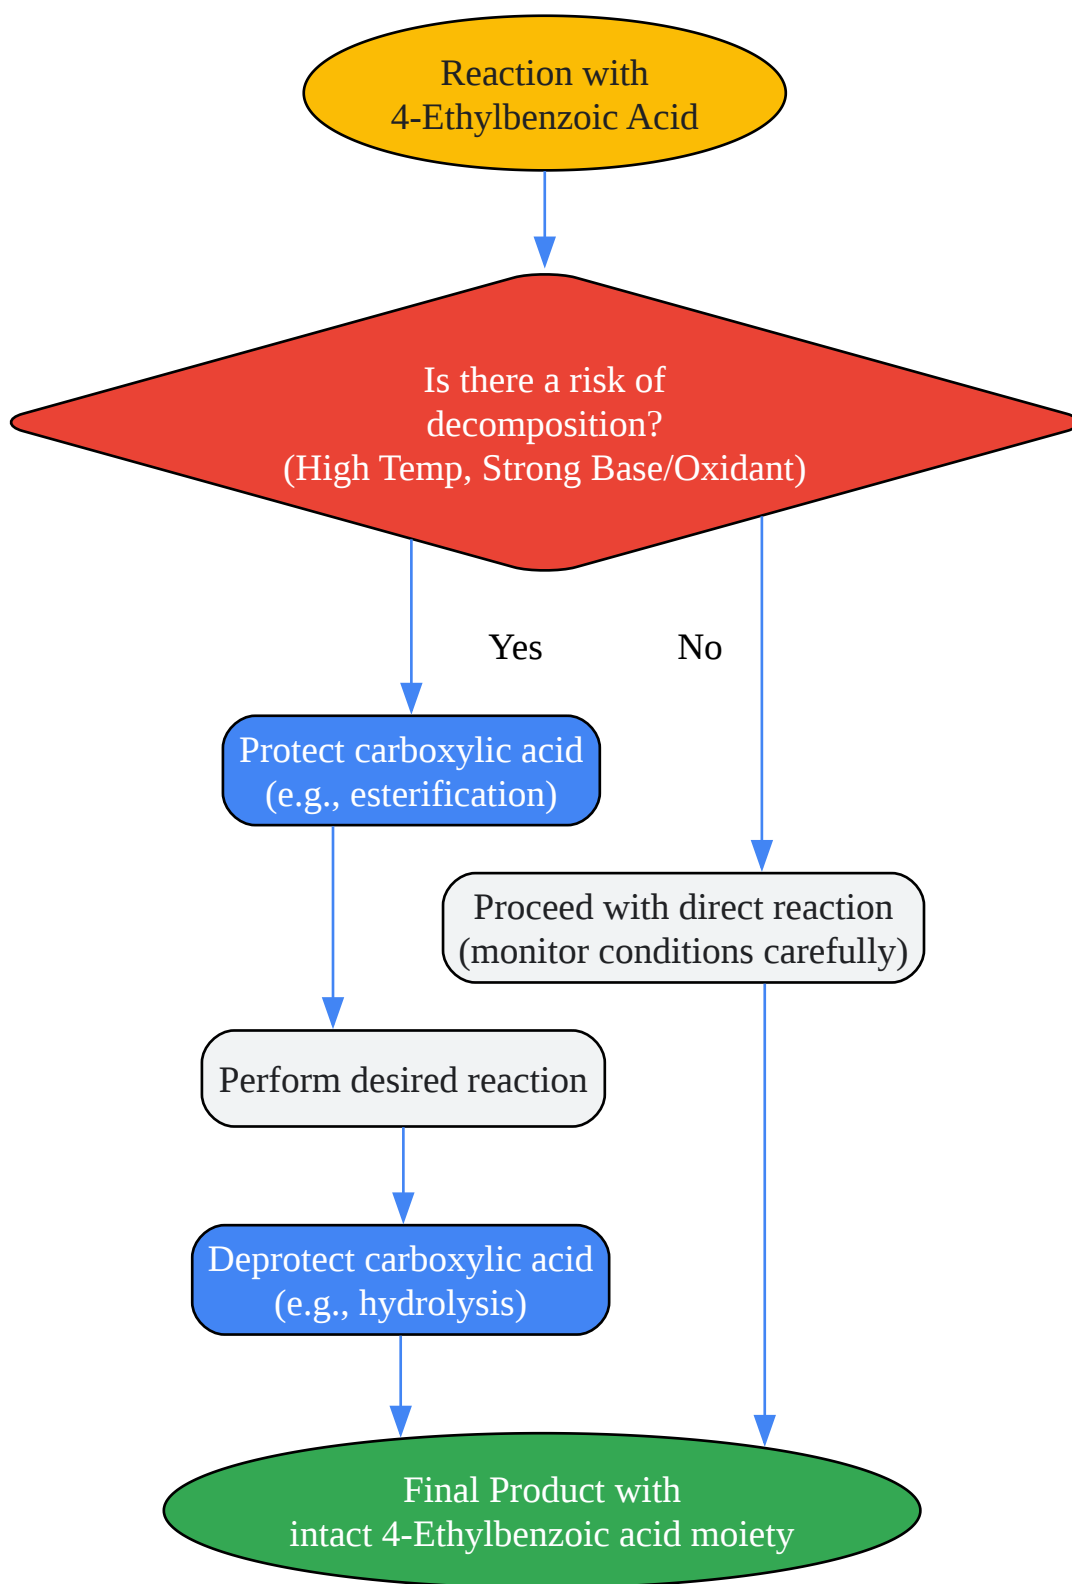 Reaction with
4-Ethylbenzoic Acid
Is there a risk of
decomposition?
(High Temp, Strong Base/Oxidant)
Yes
No
Protect carboxylic acid
(e.g., esterification)
Proceed with direct reaction
(monitor conditions carefully)
Perform desired reaction
Deprotect carboxylic acid
(e.g., hydrolysis)
Final Product with
intact 4-Ethylbenzoic acid moiety